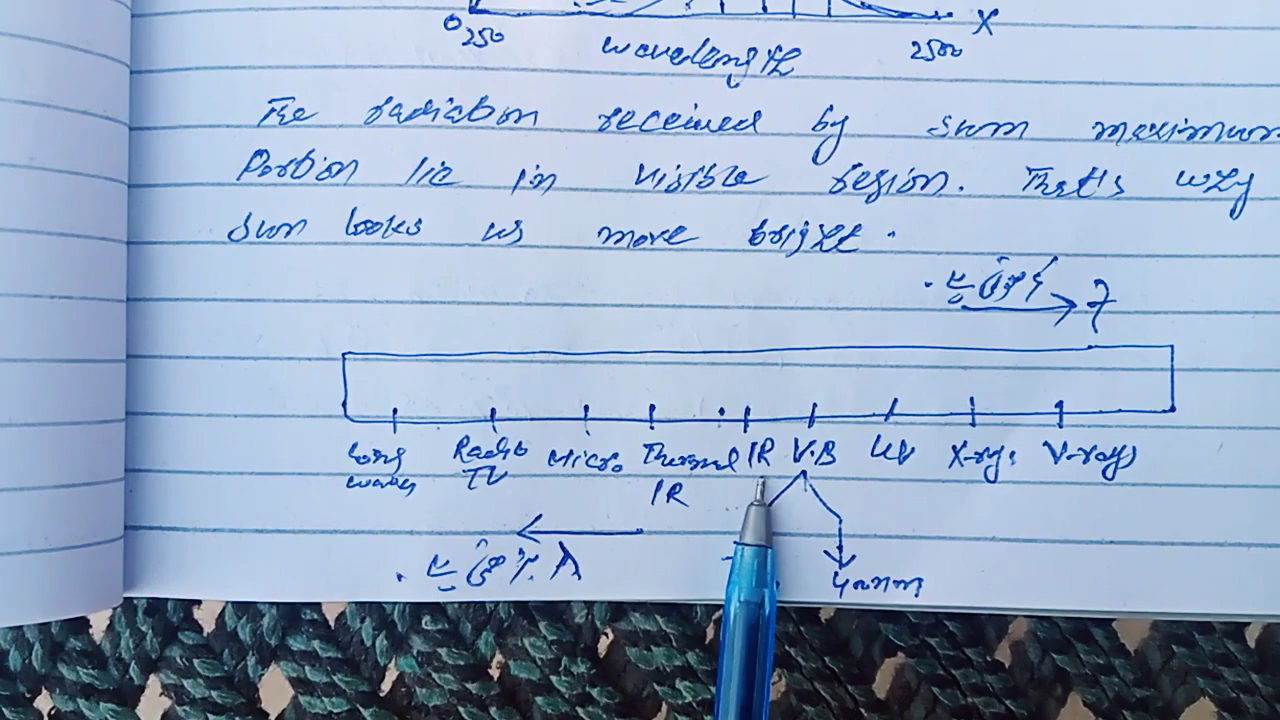 0 250 wavelength 2500 X
The radiation received by sun maximum
Portion lie in visible region. That's why
sun looks us more bright.
f
Long waves Radio TV Micro Thermal IR IR V.B UV X-rays γ-rays
λ 400nm